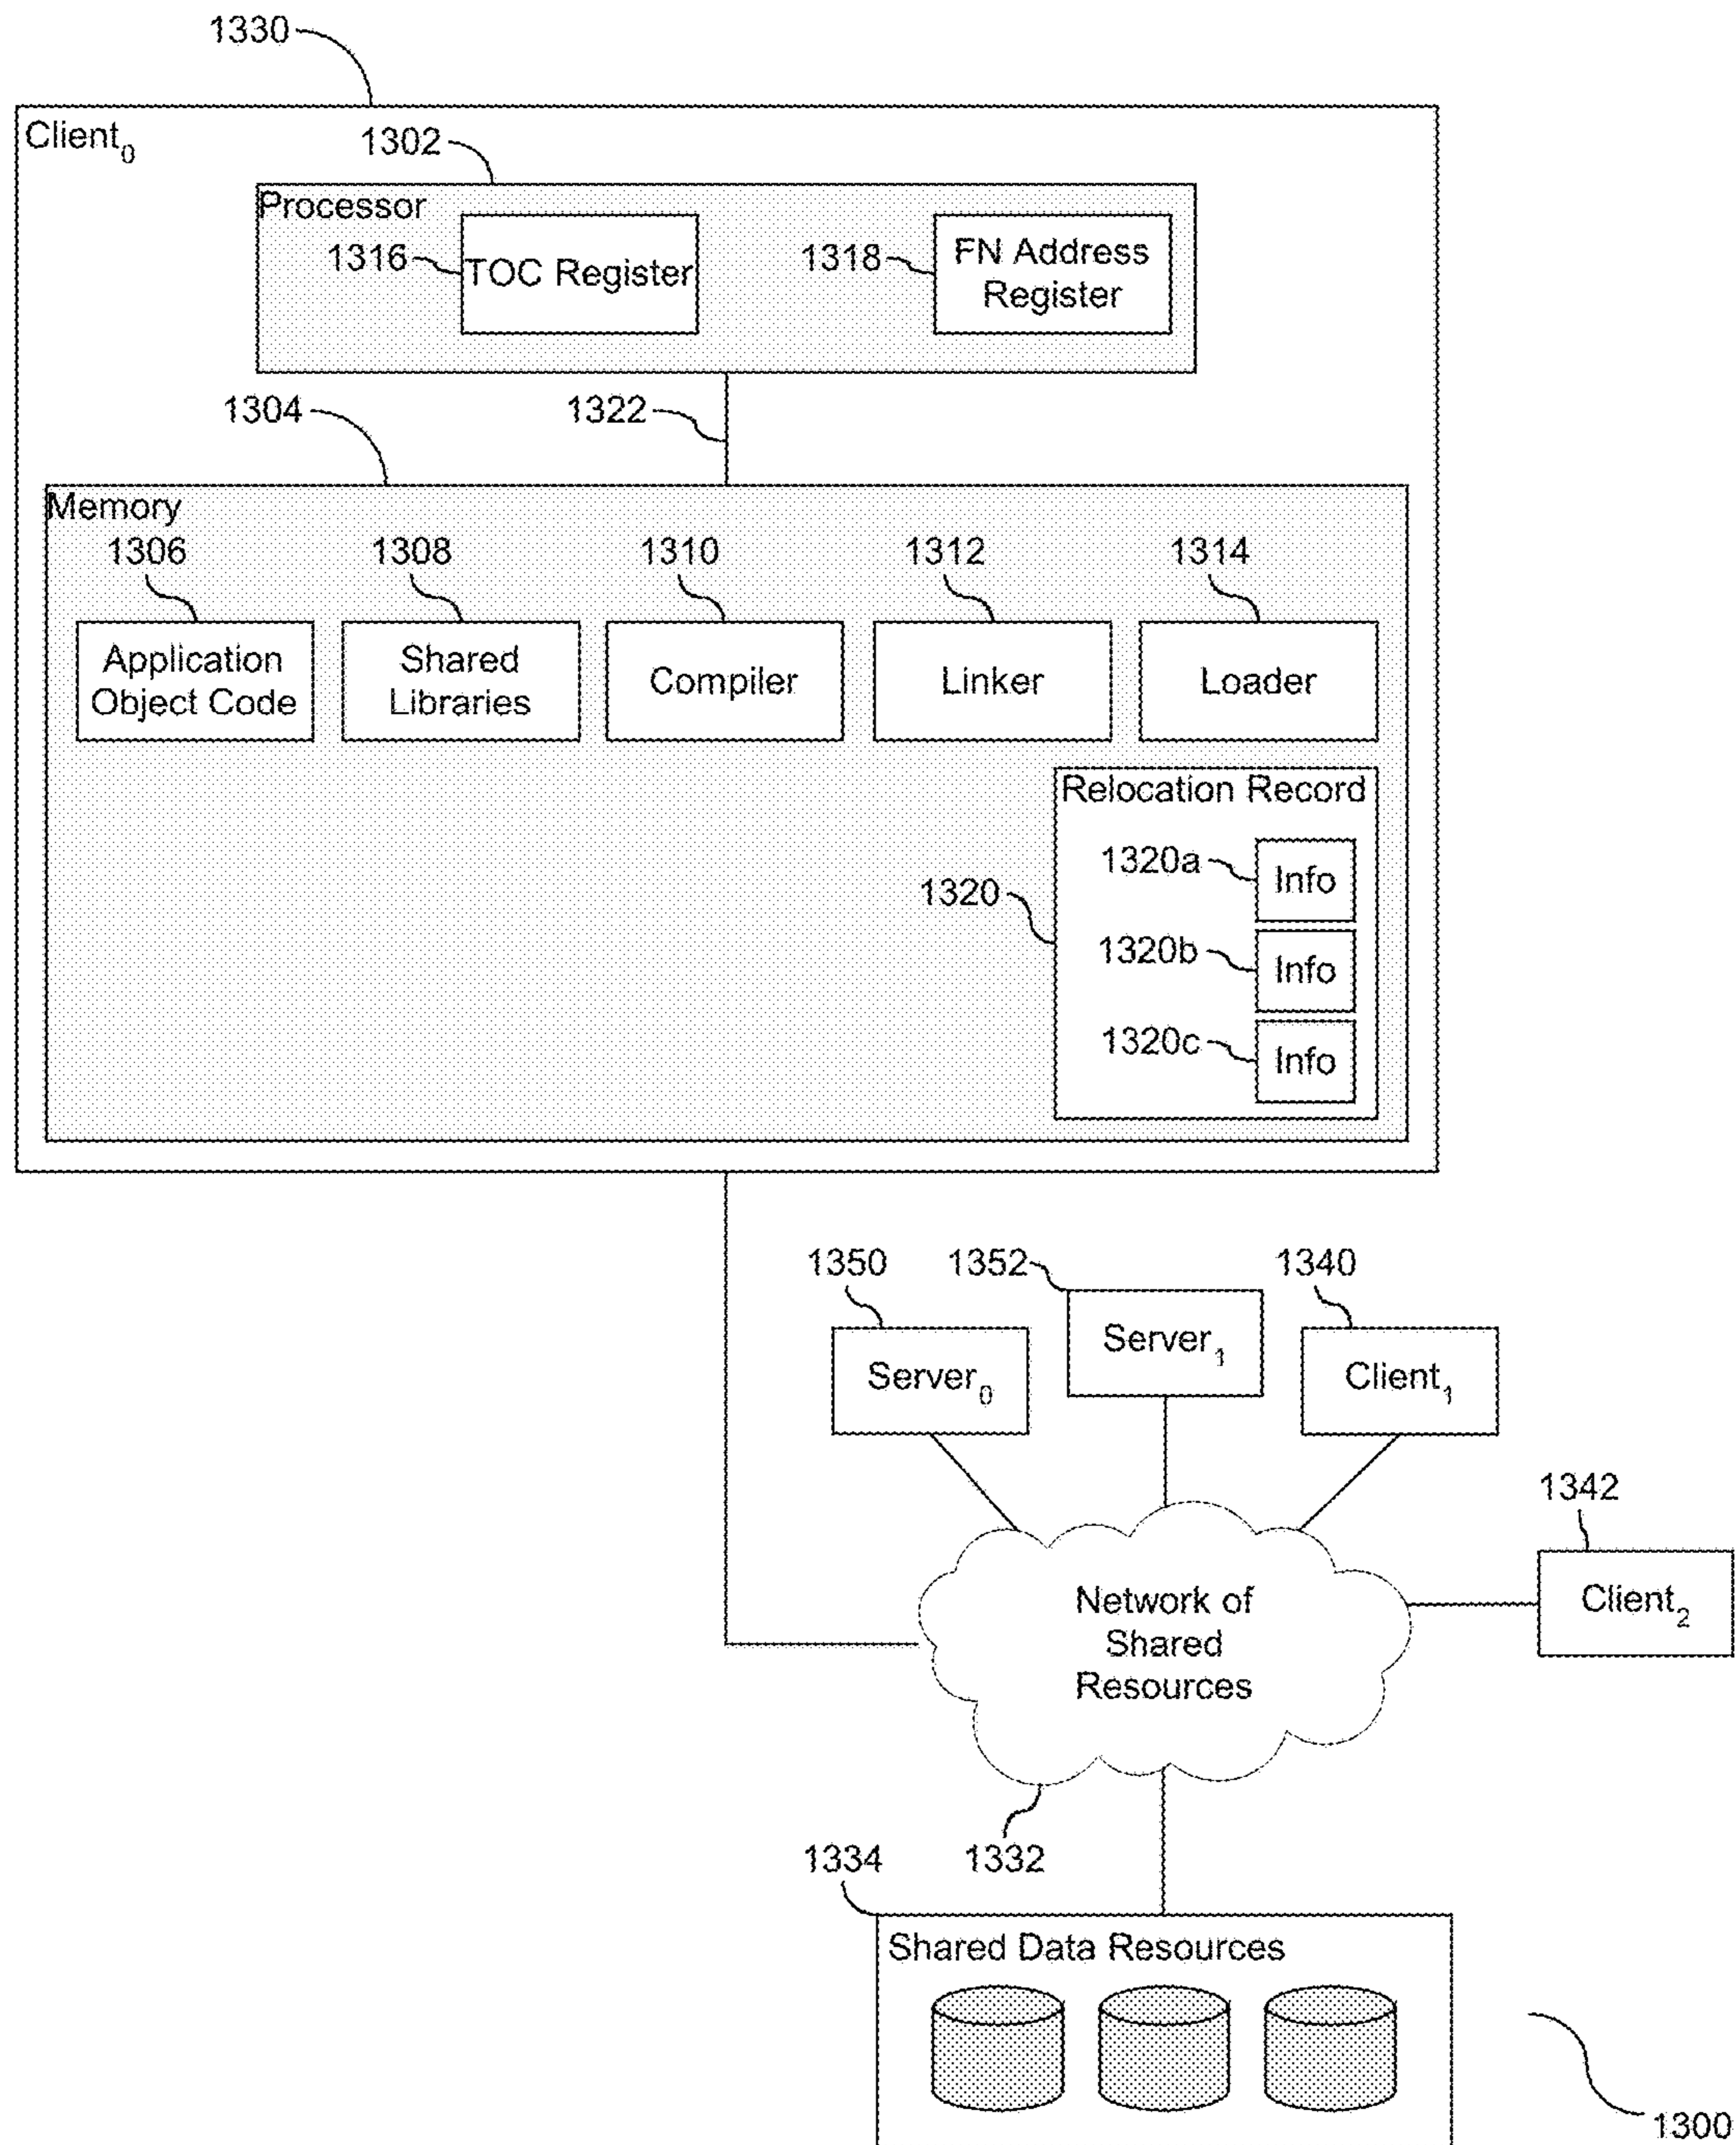 1330
Client₀
1302
Processor
1316
TOC Register
1318
FN Address
Register
1304
1322
Memory
1306
1308
1310
1312
1314
Application
Object Code
Shared
Libraries
Compiler
Linker
Loader
Relocation Record
1320
1320a
Info
1320b
Info
1320c
Info
1350
1352
1340
Server₀
Server₁
Client₁
1342
Client₂
Network of
Shared
Resources
1334
1332
Shared Data Resources
1300